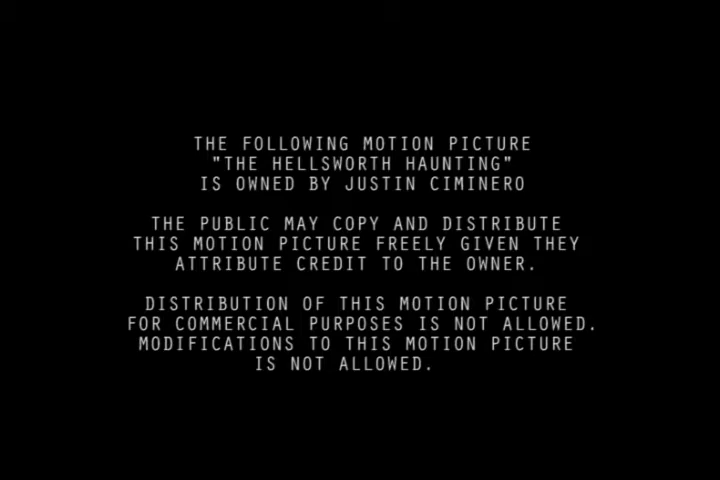 THE FOLLOWING MOTION PICTURE
"THE HELLSWORTH HAUNTING"
IS OWNED BY JUSTIN CIMINERO
THE PUBLIC MAY COPY AND DISTRIBUTE
THIS MOTION PICTURE FREELY GIVEN THEY
ATTRIBUTE CREDIT TO THE OWNER.
DISTRIBUTION OF THIS MOTION PICTURE
FOR COMMERCIAL PURPOSES IS NOT ALLOWED.
MODIFICATIONS TO THIS MOTION PICTURE
IS NOT ALLOWED.